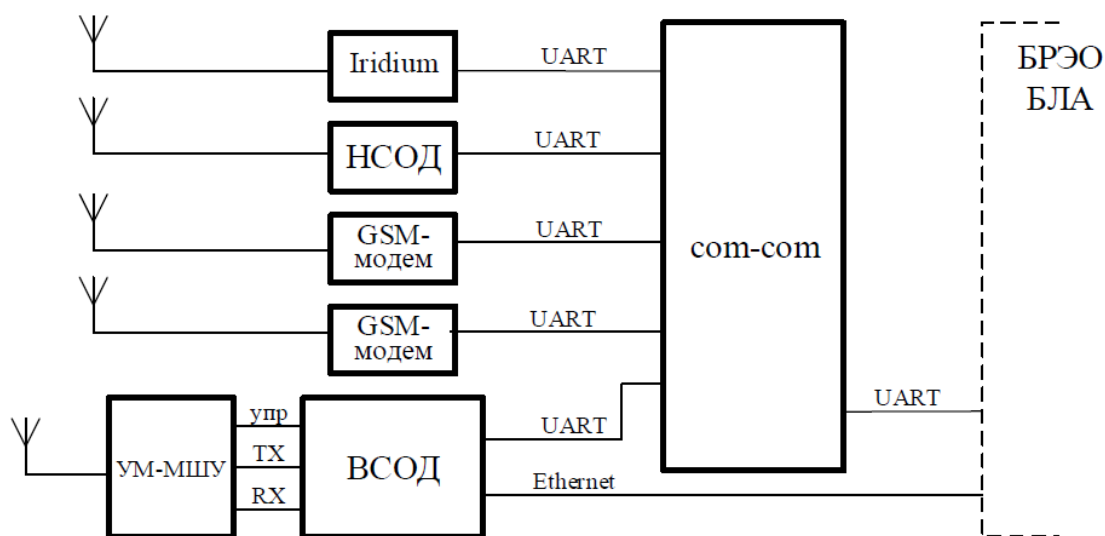 Iridium
UART
БРЭО
БЛА
НСОД
UART
GSM-
модем
UART
com-com
GSM-
модем
UART
UART
упр
TX
RX
УМ-МШУ
ВСОД
UART
Ethernet